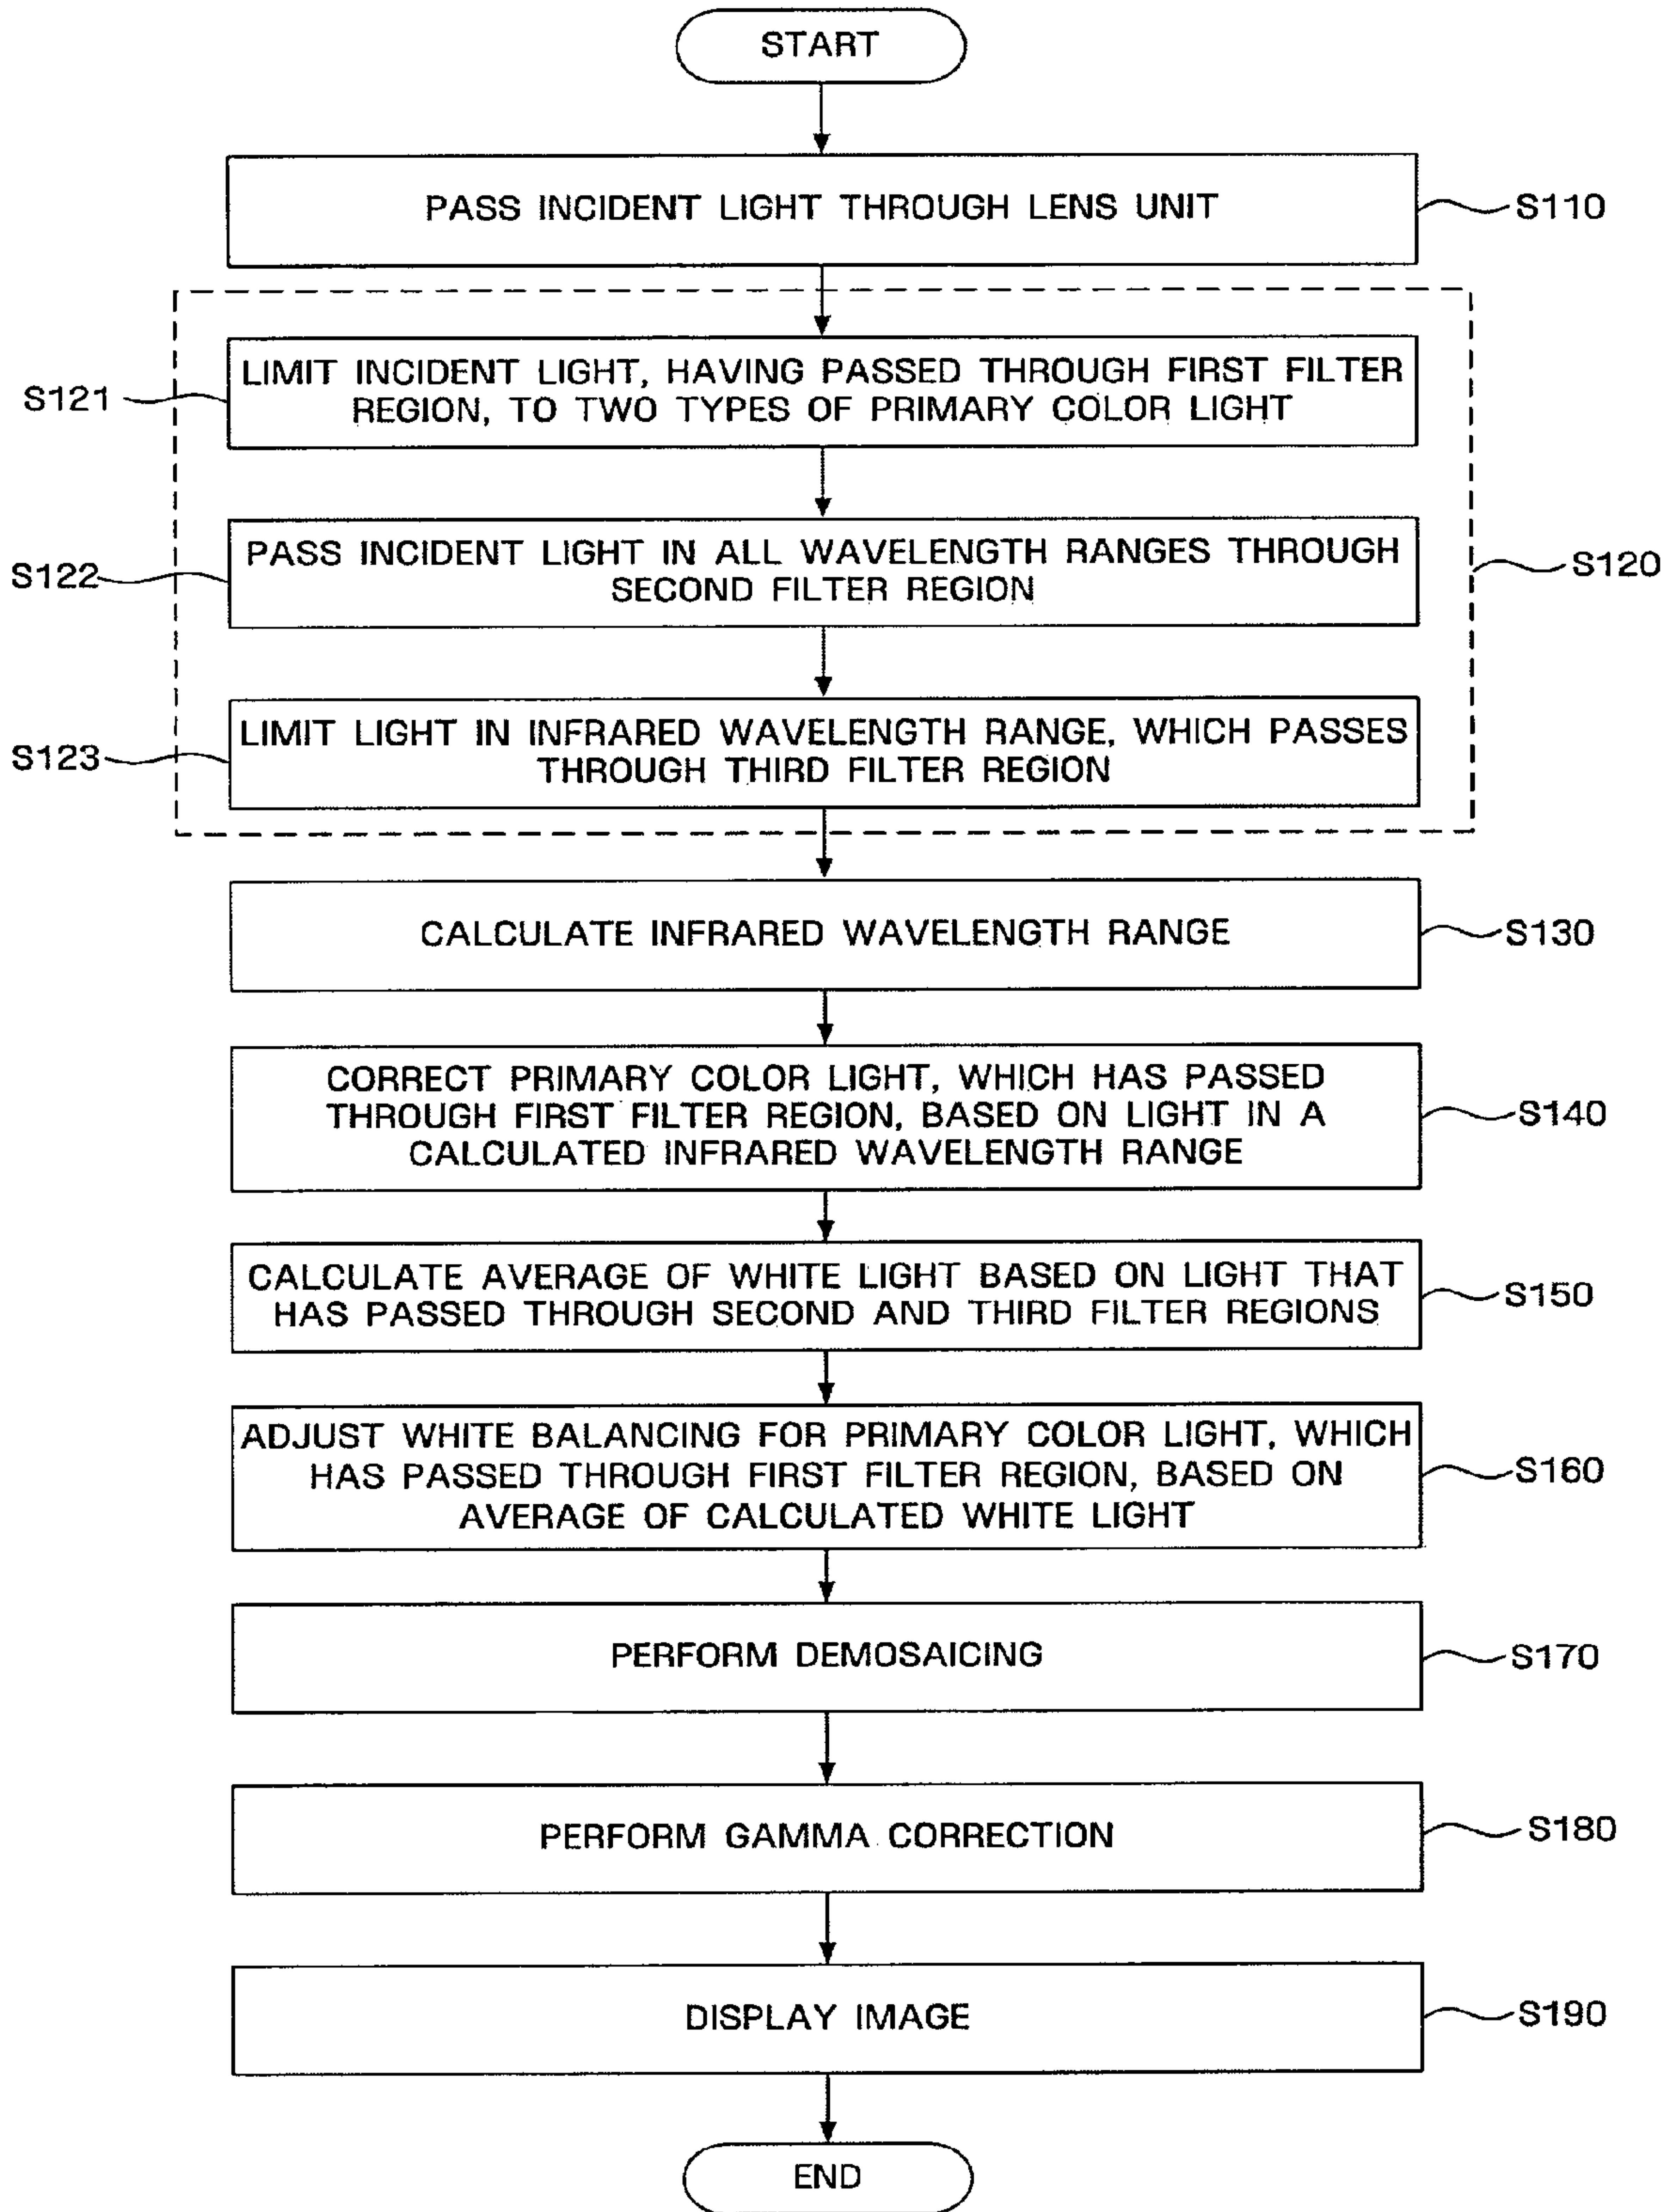 START
PASS INCIDENT LIGHT THROUGH LENS UNIT
S110
LIMIT INCIDENT LIGHT, HAVING PASSED THROUGH FIRST FILTER
REGION, TO TWO TYPES OF PRIMARY COLOR LIGHT
S121
PASS INCIDENT LIGHT IN ALL WAVELENGTH RANGES THROUGH
SECOND FILTER REGION
S122
S120
LIMIT LIGHT IN INFRARED WAVELENGTH RANGE, WHICH PASSES
THROUGH THIRD FILTER REGION
S123
CALCULATE INFRARED WAVELENGTH RANGE
S130
CORRECT PRIMARY COLOR LIGHT, WHICH HAS PASSED
THROUGH FIRST FILTER REGION, BASED ON LIGHT IN A
CALCULATED INFRARED WAVELENGTH RANGE
S140
CALCULATE AVERAGE OF WHITE LIGHT BASED ON LIGHT THAT
HAS PASSED THROUGH SECOND AND THIRD FILTER REGIONS
S150
ADJUST WHITE BALANCING FOR PRIMARY COLOR LIGHT, WHICH
HAS PASSED THROUGH FIRST FILTER REGION, BASED ON
AVERAGE OF CALCULATED WHITE LIGHT
S160
PERFORM DEMOSAICING
S170
PERFORM GAMMA CORRECTION
S180
DISPLAY IMAGE
S190
END